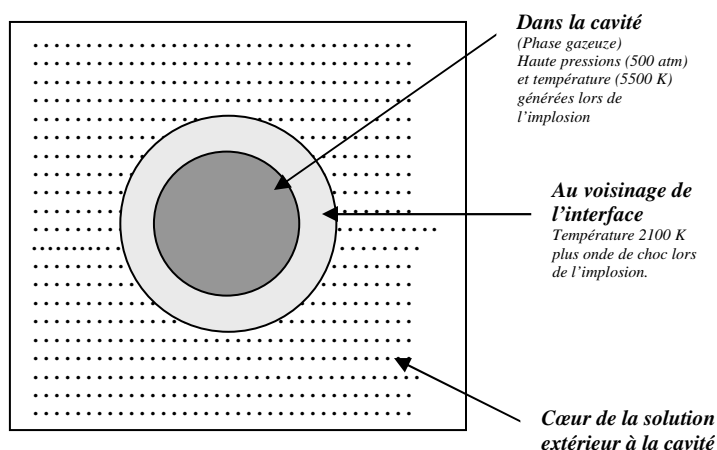 Dans la cavité
(Phase gazeuze)
Haute pressions (500 atm)
et température (5500 K)
générées lors de
l'implosion
Au voisinage de
l'interface
Température 2100 K
plus onde de choc lors
de l'implosion.
Cœur de la solution
extérieur à la cavité